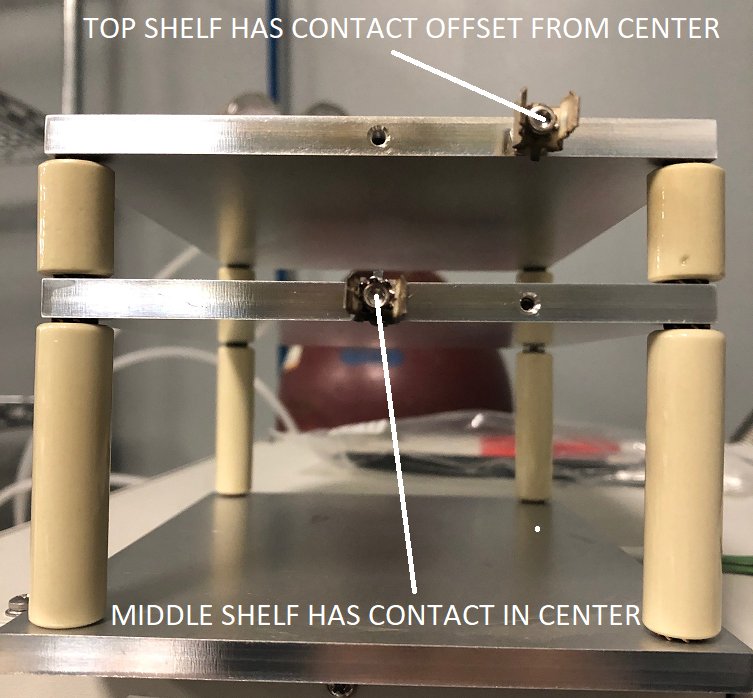 TOP SHELF HAS CONTACT OFFSET FROM CENTER
MIDDLE SHELF HAS CONTACT IN CENTER